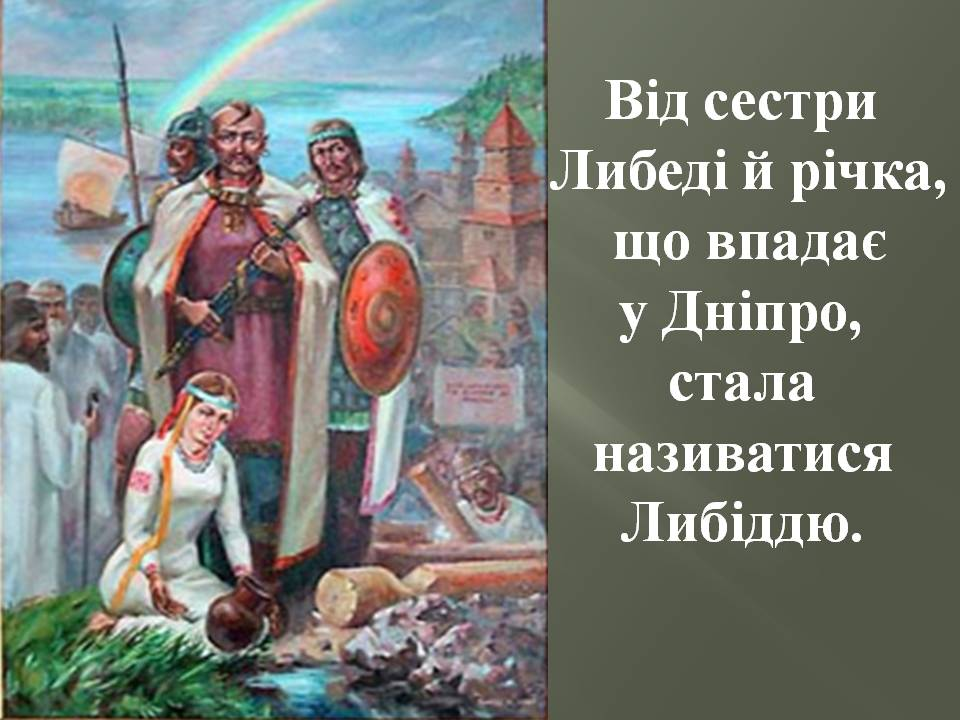 Від сестри
Либеді й річка,
що впадає
у Дніпро,
стала
називатися
Либіддю.